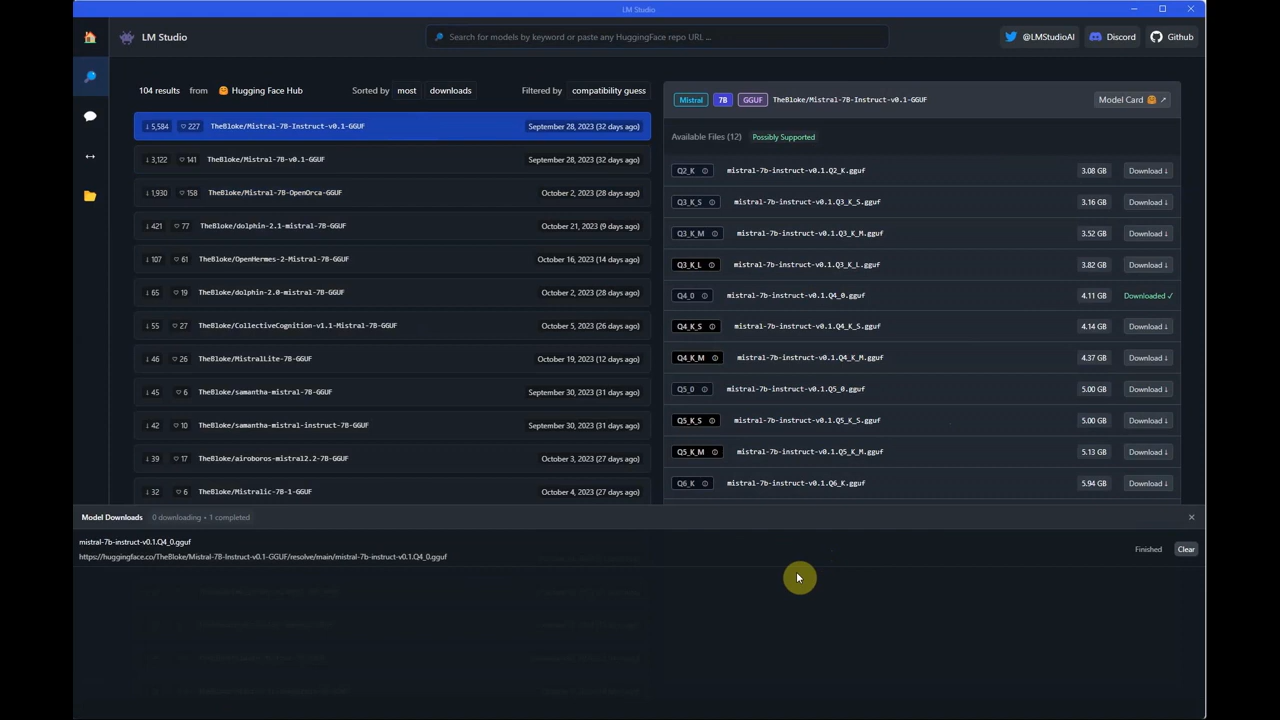 LM Studio
LM Studio
Search for models by keyword or paste any HuggingFace repo URL ...
@LMStudioAI
Discord
Github
104 results from Hugging Face Hub
Sorted by most downloads
Filtered by compatibility guess
↓ 5,584 ♡ 227 TheBloke/Mistral-7B-Instruct-v0.1-GGUF September 28, 2023 (32 days ago)
↓ 3,122 ♡ 141 TheBloke/Mistral-7B-v0.1-GGUF September 28, 2023 (32 days ago)
↓ 1,930 ♡ 158 TheBloke/Mistral-7B-OpenOrca-GGUF October 2, 2023 (28 days ago)
↓ 421 ♡ 77 TheBloke/dolphin-2.1-mistral-7B-GGUF October 21, 2023 (9 days ago)
↓ 107 ♡ 61 TheBloke/OpenHermes-2-Mistral-7B-GGUF October 16, 2023 (14 days ago)
↓ 65 ♡ 19 TheBloke/dolphin-2.0-mistral-7B-GGUF October 2, 2023 (28 days ago)
↓ 55 ♡ 27 TheBloke/CollectiveCognition-v1.1-Mistral-7B-GGUF October 5, 2023 (26 days ago)
↓ 46 ♡ 26 TheBloke/MistralLite-7B-GGUF October 19, 2023 (12 days ago)
↓ 45 ♡ 6 TheBloke/samantha-mistral-7B-GGUF September 30, 2023 (31 days ago)
↓ 42 ♡ 10 TheBloke/samantha-mistral-instruct-7B-GGUF September 30, 2023 (31 days ago)
↓ 39 ♡ 17 TheBloke/airoboros-mistral2.2-7B-GGUF October 3, 2023 (27 days ago)
↓ 32 ♡ 6 TheBloke/Mistralic-7B-1-GGUF October 4, 2023 (27 days ago)
Mistral 7B GGUF TheBloke/Mistral-7B-Instruct-v0.1-GGUF Model Card ↗
Available Files (12) Possibly Supported
Q2_K mistral-7b-instruct-v0.1.Q2_K.gguf 3.08 GB Download ↓
Q3_K_S mistral-7b-instruct-v0.1.Q3_K_S.gguf 3.16 GB Download ↓
Q3_K_M mistral-7b-instruct-v0.1.Q3_K_M.gguf 3.52 GB Download ↓
Q3_K_L mistral-7b-instruct-v0.1.Q3_K_L.gguf 3.82 GB Download ↓
Q4_0 mistral-7b-instruct-v0.1.Q4_0.gguf 4.11 GB Downloaded ✓
Q4_K_S mistral-7b-instruct-v0.1.Q4_K_S.gguf 4.14 GB Download ↓
Q4_K_M mistral-7b-instruct-v0.1.Q4_K_M.gguf 4.37 GB Download ↓
Q5_0 mistral-7b-instruct-v0.1.Q5_0.gguf 5.00 GB Download ↓
Q5_K_S mistral-7b-instruct-v0.1.Q5_K_S.gguf 5.00 GB Download ↓
Q5_K_M mistral-7b-instruct-v0.1.Q5_K_M.gguf 5.13 GB Download ↓
Q6_K mistral-7b-instruct-v0.1.Q6_K.gguf 5.94 GB Download ↓
Model Downloads 0 downloading • 1 completed
mistral-7b-instruct-v0.1.Q4_0.gguf
https://huggingface.co/TheBloke/Mistral-7B-Instruct-v0.1-GGUF/resolve/main/mistral-7b-instruct-v0.1.Q4_0.gguf
Finished Clear